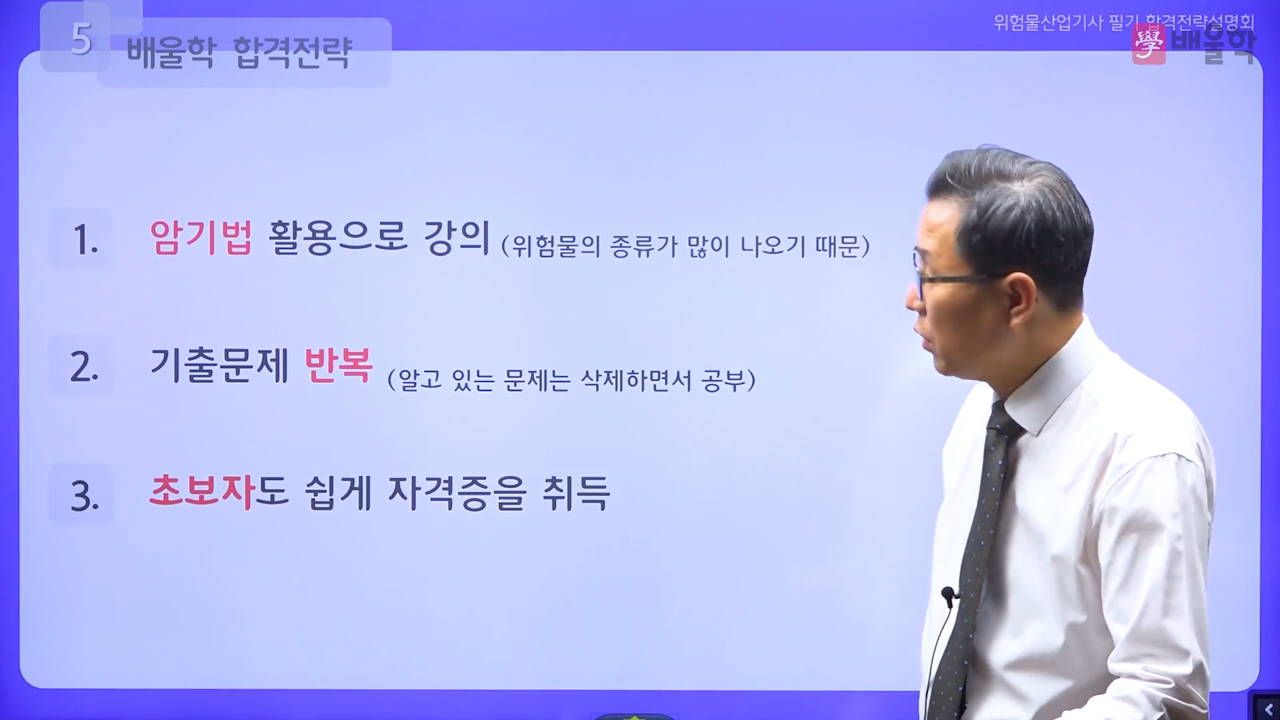 위험물산업기사 필기 합격전략설명회
學 배울학
5
배울학 합격전략
1. 암기법 활용으로 강의 (위험물의 종류가 많이 나오기 때문)
2. 기출문제 반복 (알고 있는 문제는 삭제하면서 공부)
3. 초보자도 쉽게 자격증을 취득